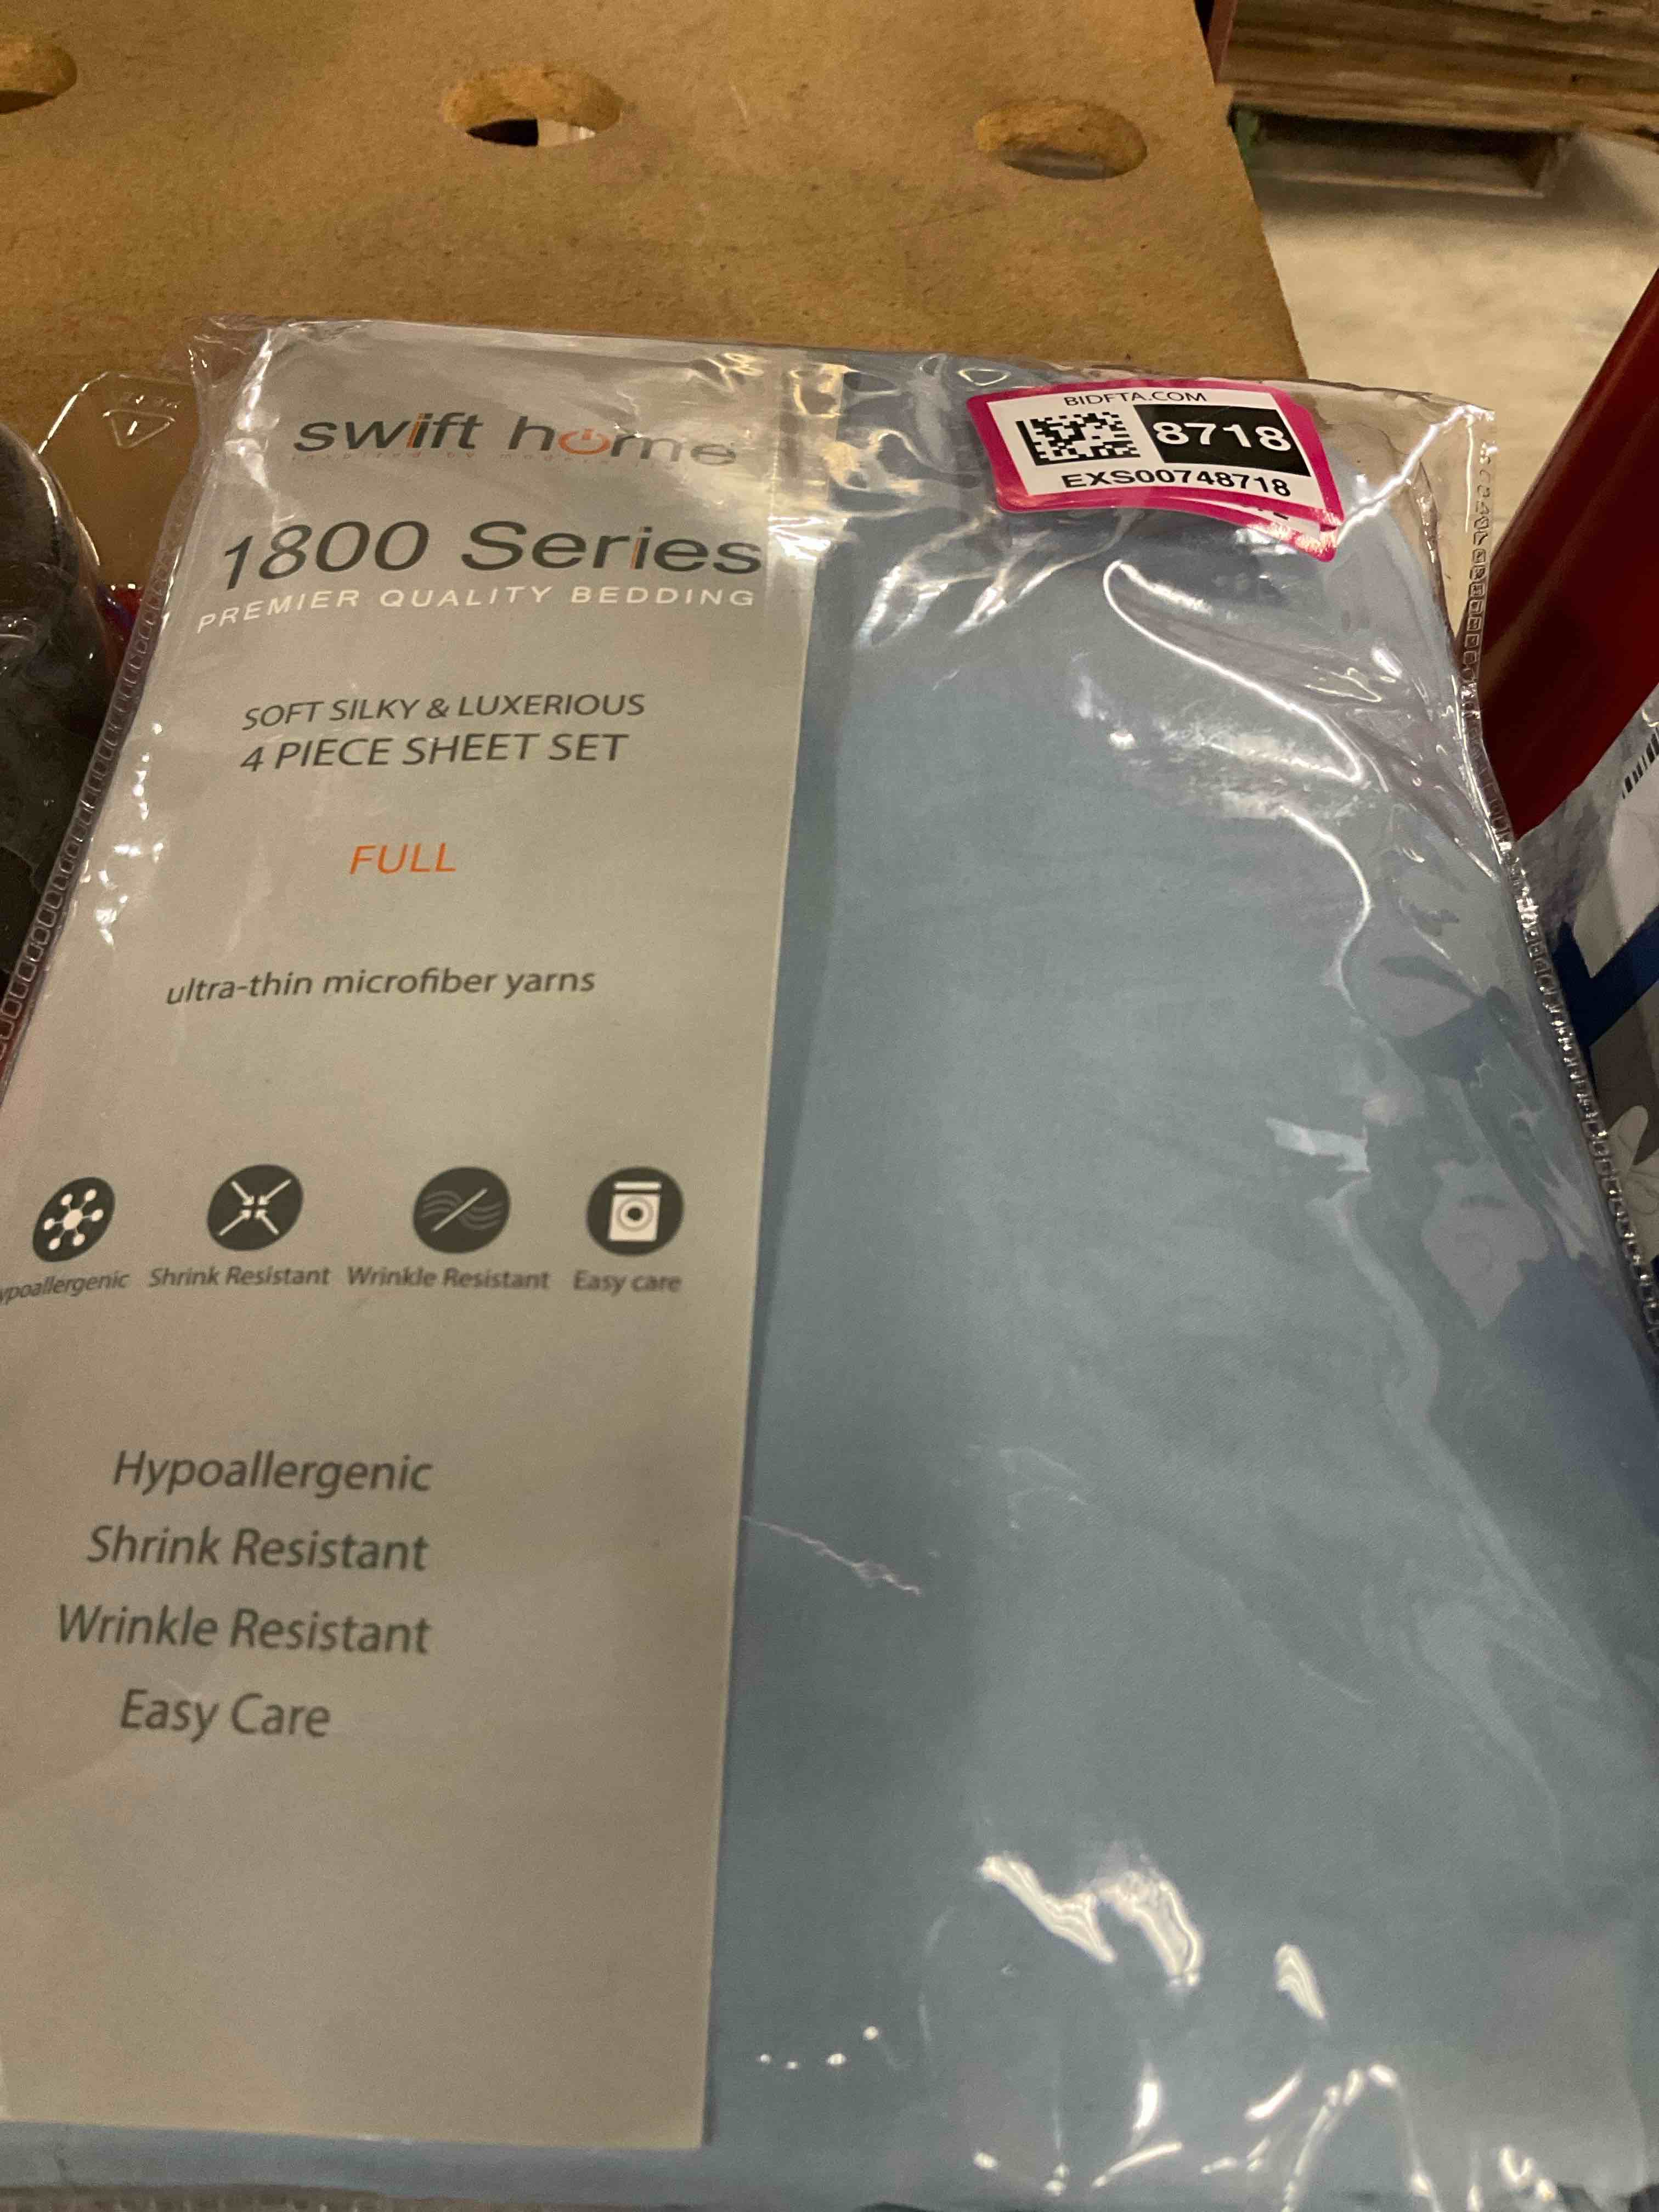 swift home
1800 Series
PREMIER QUALITY BEDDING
SOFT SILKY & LUXERIOUS
4 PIECE SHEET SET
FULL
ultra-thin microfiber yarns
ypoallergenic Shrink Resistant Wrinkle Resistant Easy care
Hypoallergenic
Shrink Resistant
Wrinkle Resistant
Easy Care
BIDFTA.COM
8718
EXS00748718